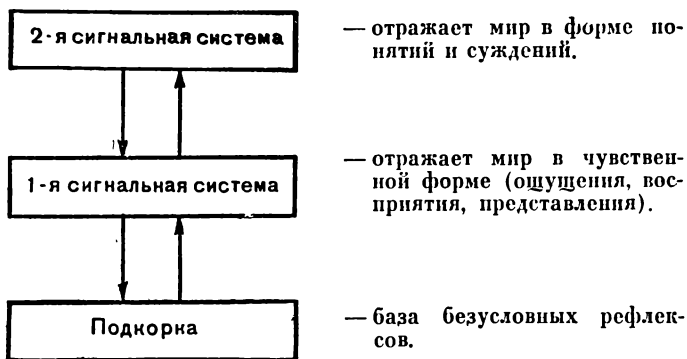 2-я сигнальная система
— отражает мир в форме по-
нятий и суждений.
1-я сигнальная система
— отражает мир в чувствен-
ной форме (ощущения, вос-
приятия, представления).
Подкорка
— база безусловных рефлек-
сов.